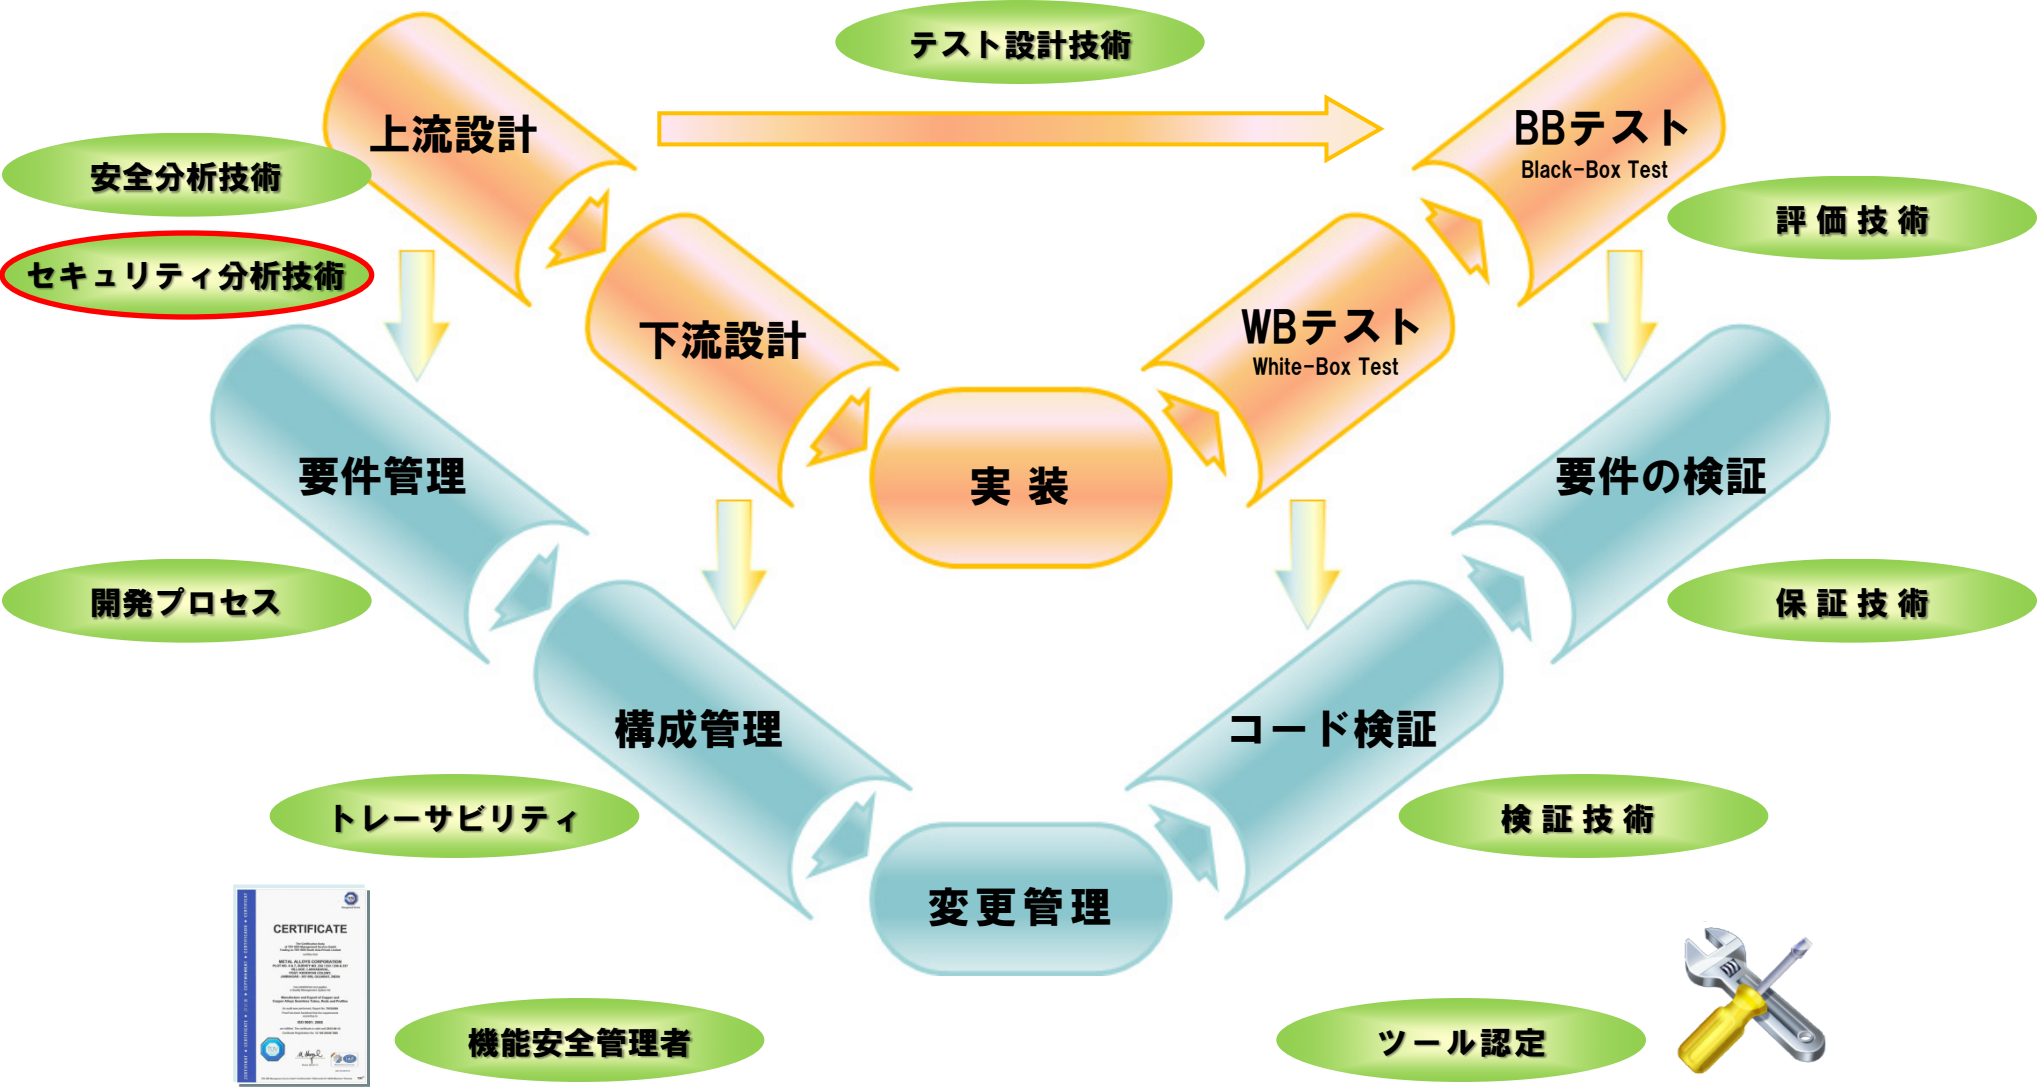 テスト設計技術
上流設計
BBテスト
Black-Box Test
安全分析技術
評価技術
セキュリティ分析技術
下流設計
WBテスト
White-Box Test
要件管理
実装
要件の検証
開発プロセス
保証技術
構成管理
コード検証
トレーサビリティ
検証技術
変更管理
CERTIFICATE
METAL ALLOYS CORPORATION
機能安全管理者
ツール認定